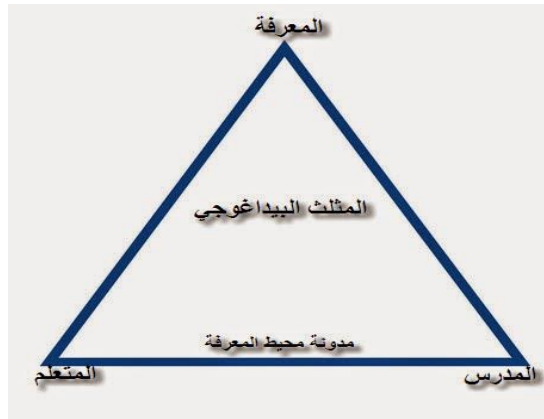 المعرفة
المثلث البيداغوجي
مدونة محيط المعرفة
المدرس
المتعلم